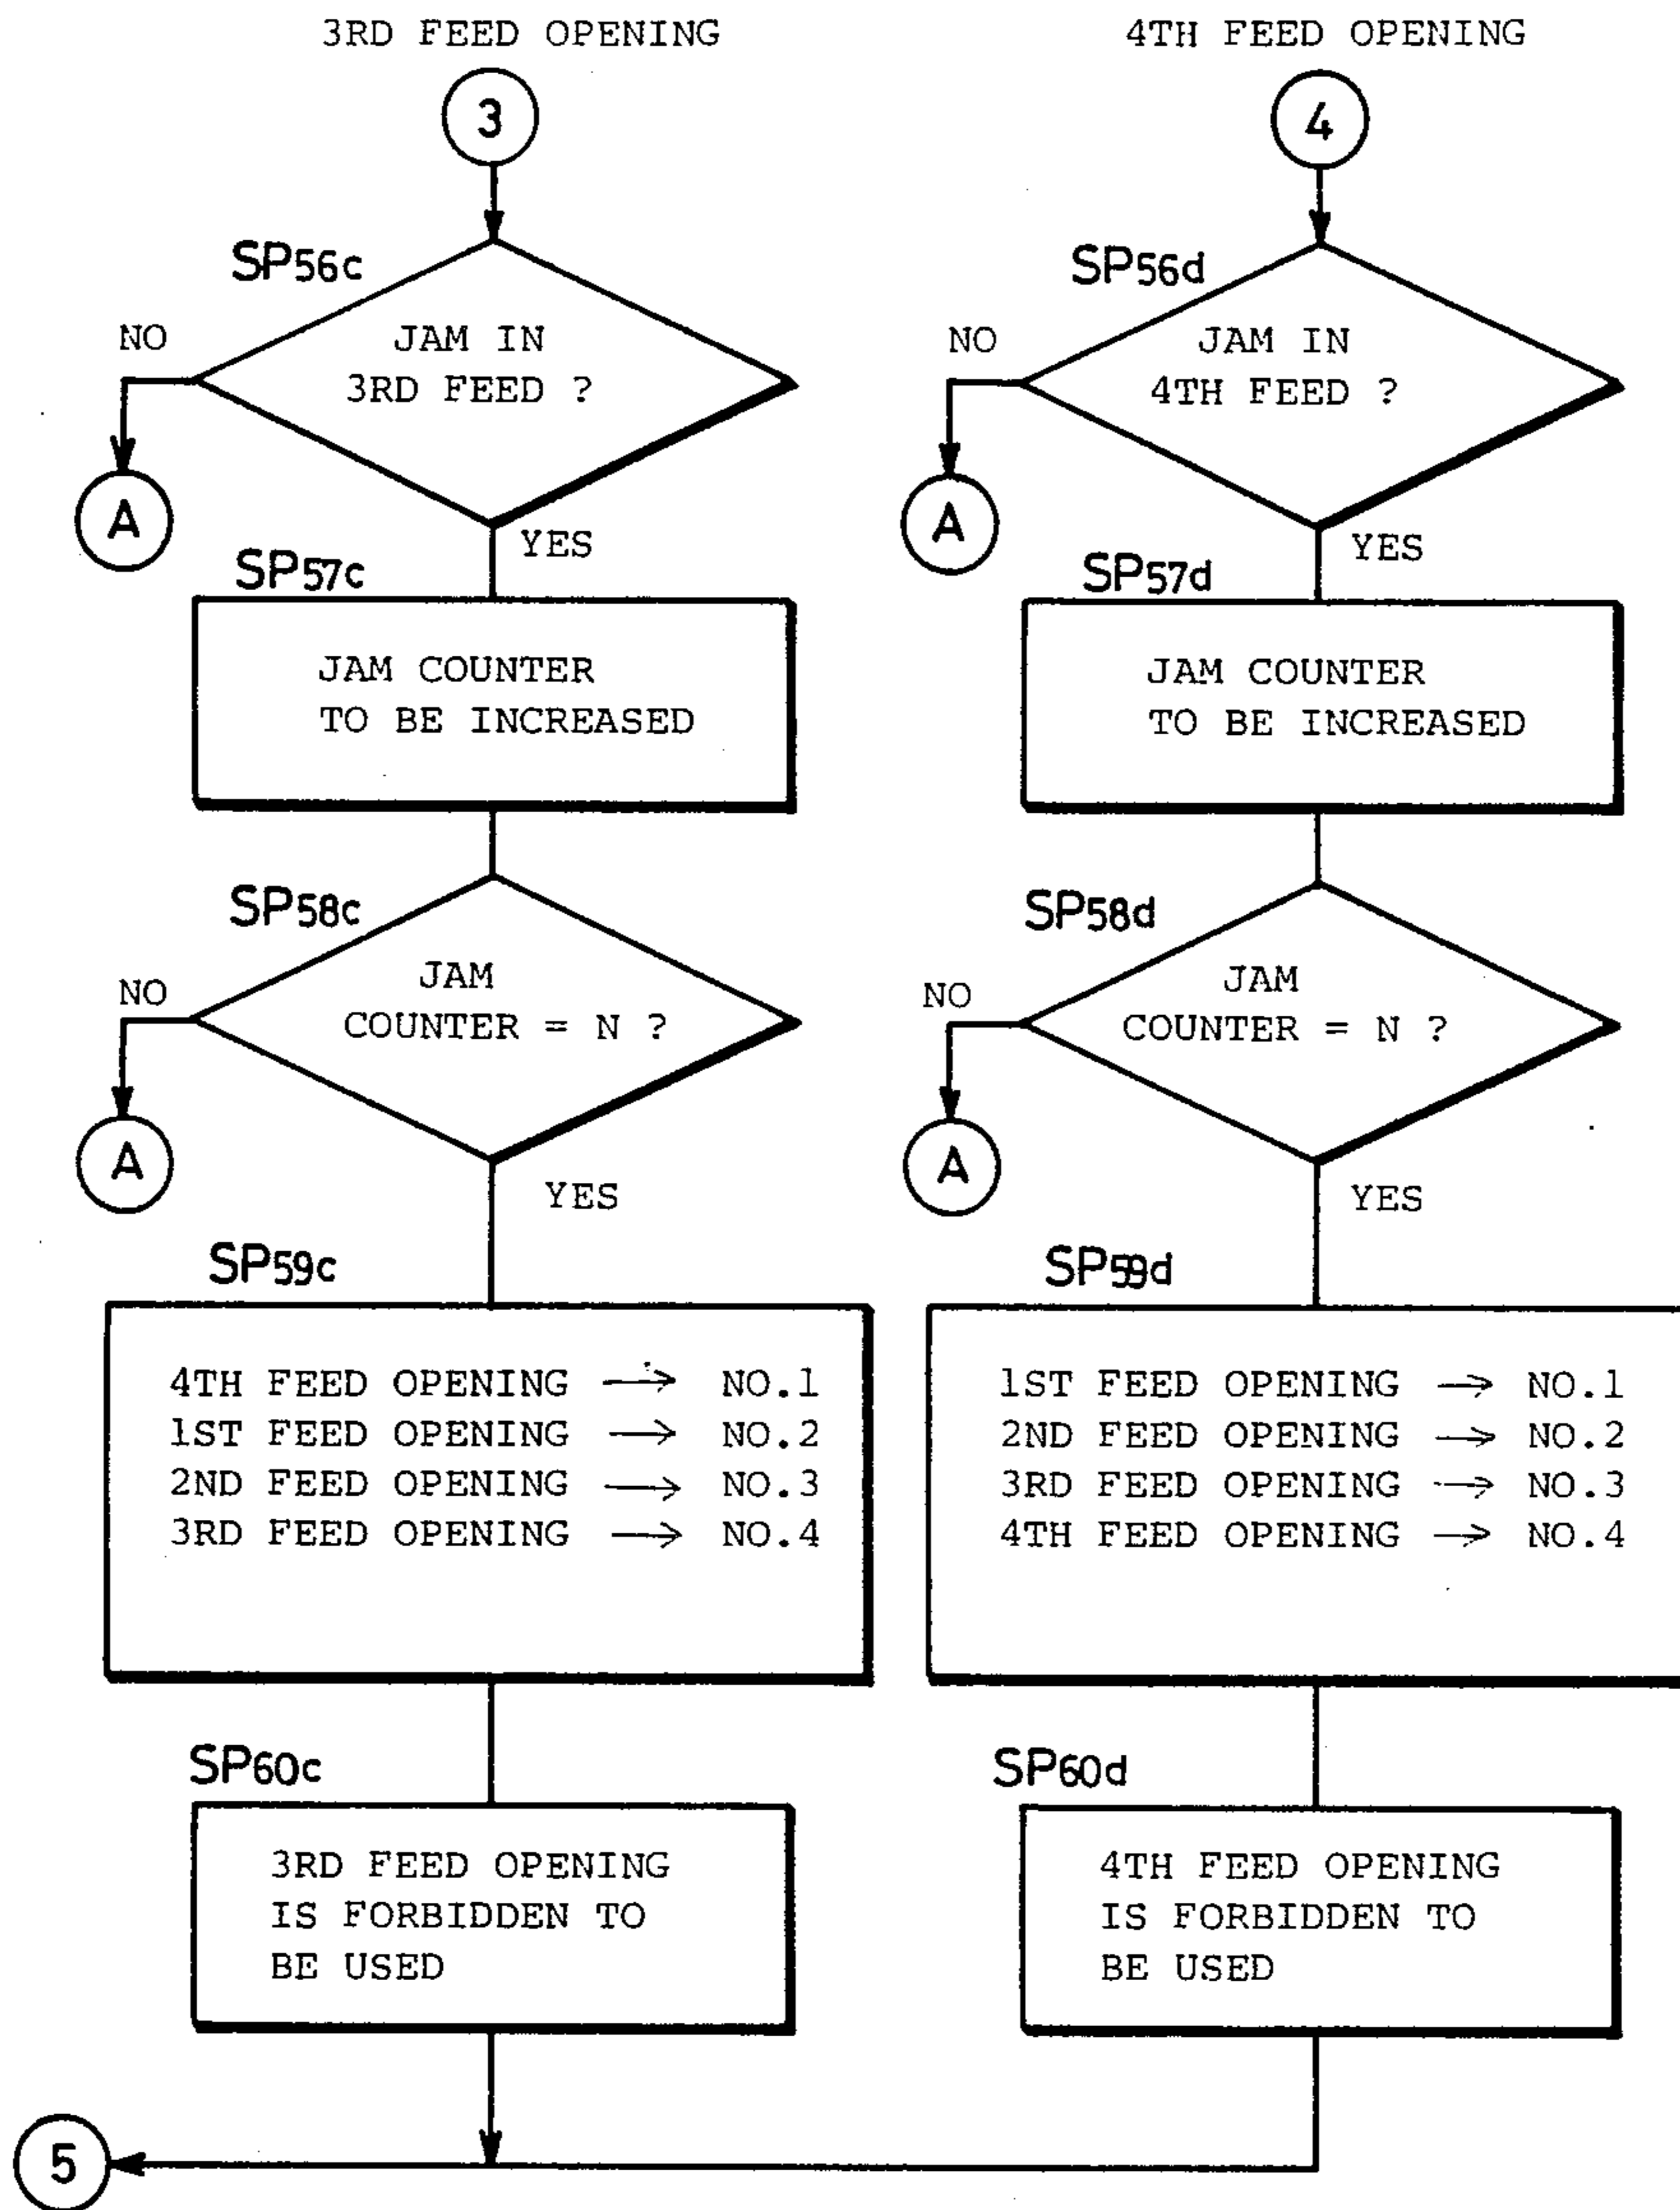 3RD FEED OPENING
3
SP56c
JAM IN
3RD FEED ?
NO
A
YES
SP57c
JAM COUNTER
TO BE INCREASED
SP58c
JAM
COUNTER = N ?
NO
A
YES
SP59c
4TH FEED OPENING → NO.1
1ST FEED OPENING → NO.2
2ND FEED OPENING → NO.3
3RD FEED OPENING → NO.4
SP60c
3RD FEED OPENING
IS FORBIDDEN TO
BE USED
4TH FEED OPENING
4
SP56d
JAM IN
4TH FEED ?
NO
A
YES
SP57d
JAM COUNTER
TO BE INCREASED
SP58d
JAM
COUNTER = N ?
NO
A
YES
SP59d
1ST FEED OPENING → NO.1
2ND FEED OPENING → NO.2
3RD FEED OPENING → NO.3
4TH FEED OPENING → NO.4
SP60d
4TH FEED OPENING
IS FORBIDDEN TO
BE USED
5